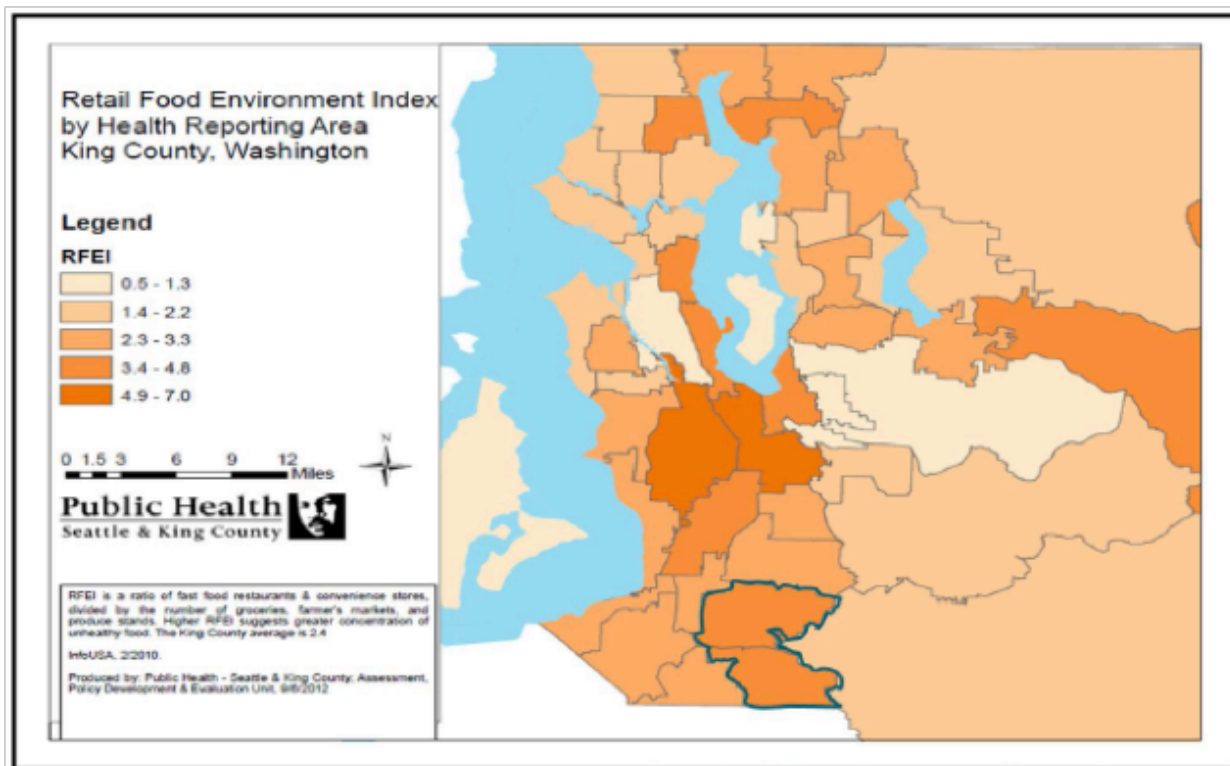 Retail Food Environment Index
by Health Reporting Area
King County, Washington
Legend
RFEI
0.5 - 1.3
1.4 - 2.2
2.3 - 3.3
3.4 - 4.8
4.9 - 7.0
N
0 1.5 3 6 9 12
Miles
Public Health
Seattle & King County
RFEI is a ratio of fast food restaurants & convenience stores,
divided by the number of groceries, farmer's markets, and
produce stands. Higher RFEI suggests greater concentration of
unhealthy food. The King County average is 2.4
InfoUSA, 2/2010.
Produced by: Public Health - Seattle & King County, Assessment,
Policy Development & Evaluation Unit, 9/6/2012